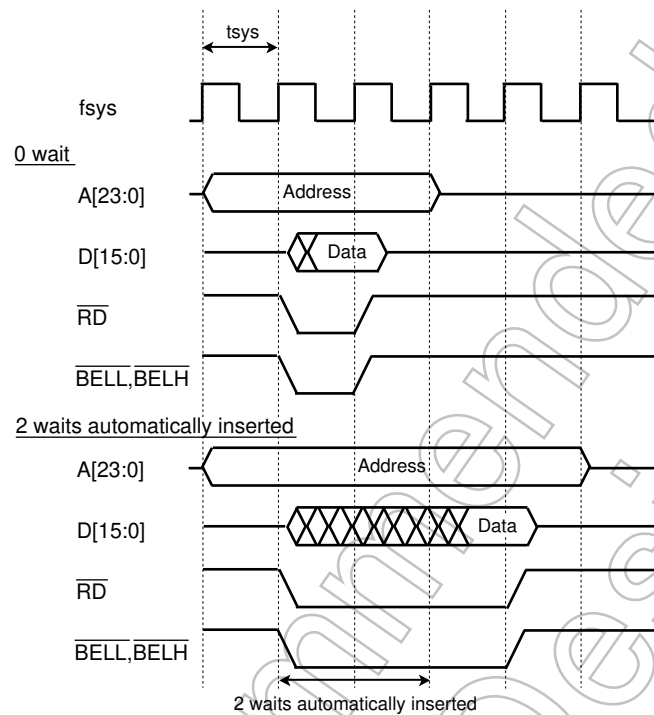 tsys
fsys
0 wait
A[23:0]
Address
D[15:0]
Data
RD
BELL,BELH
2 waits automatically inserted
A[23:0]
Address
D[15:0]
Data
RD
BELL,BELH
2 waits automatically inserted